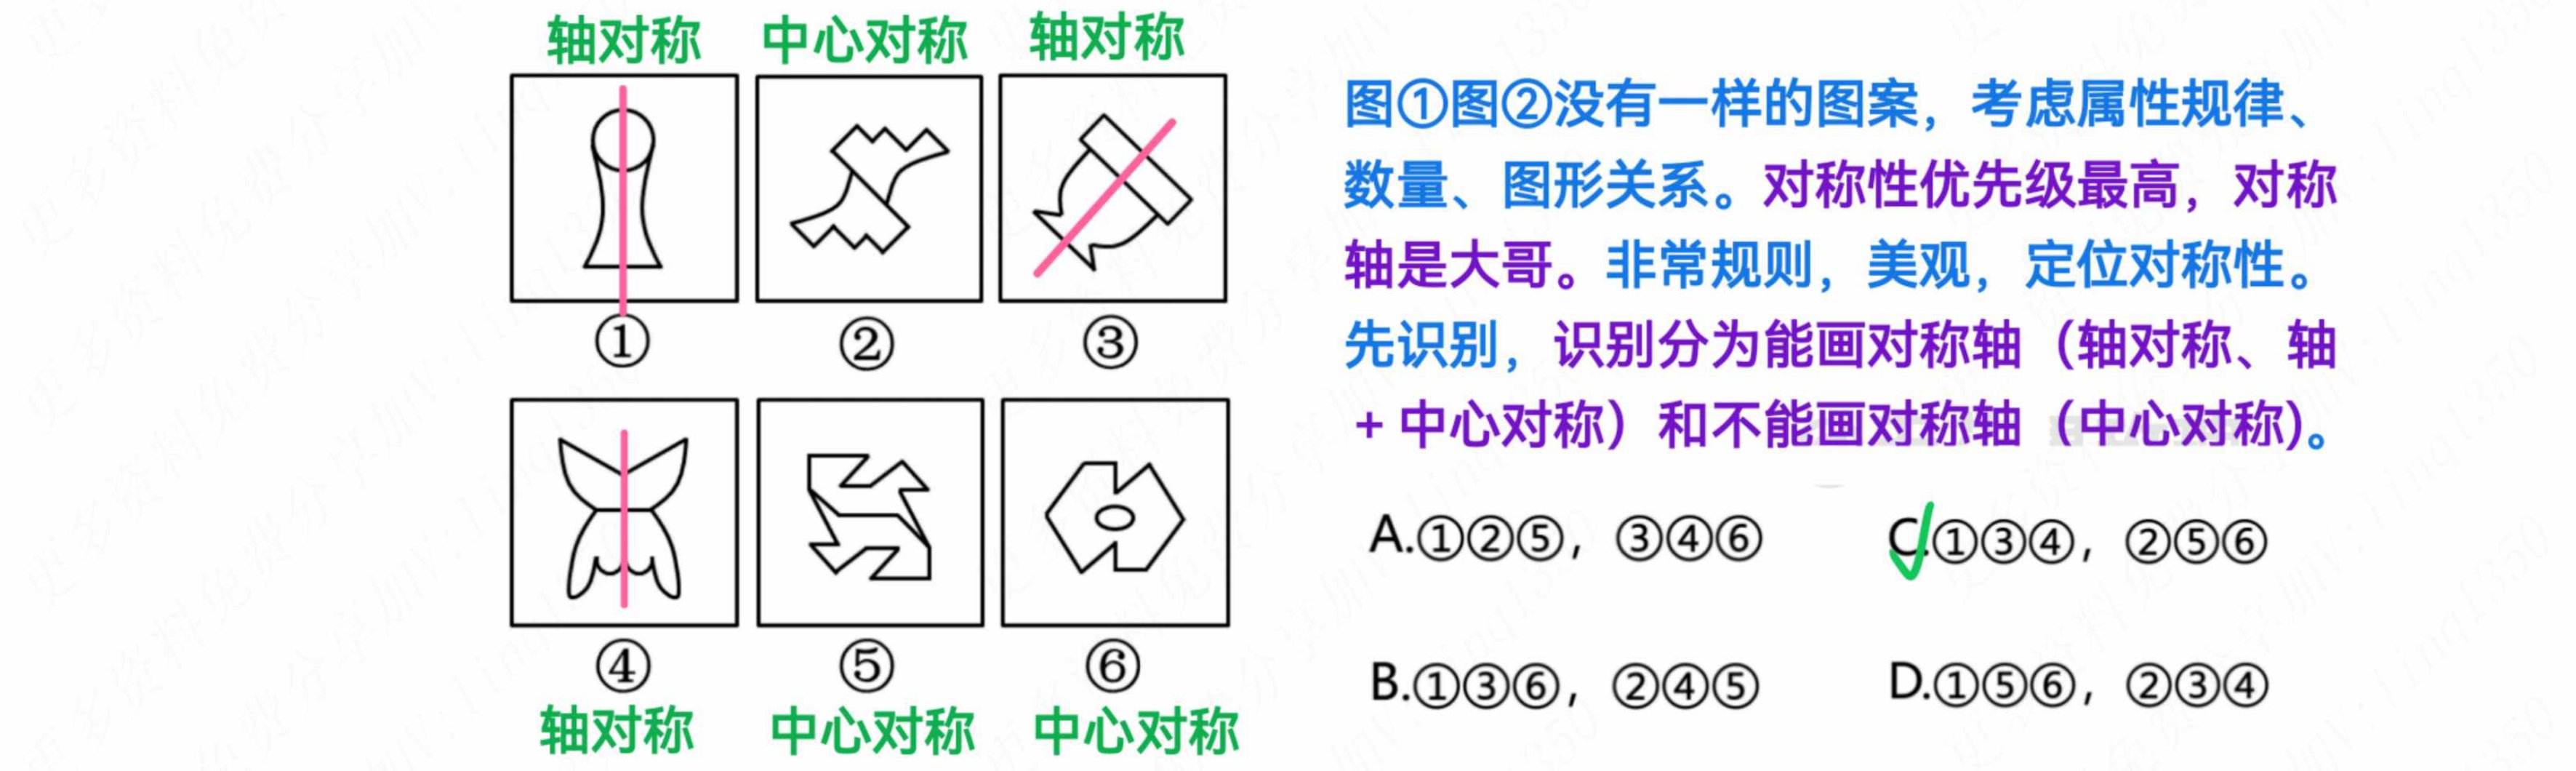 轴对称 中心对称 轴对称
① ② ③
④ ⑤ ⑥
轴对称 中心对称 中心对称
图①图②没有一样的图案，考虑属性规律、
数量、图形关系。对称性优先级最高，对称
轴是大哥。非常规则，美观，定位对称性。
先识别，识别分为能画对称轴（轴对称、轴
+中心对称）和不能画对称轴（中心对称)。
A.①②⑤，③④⑥
C.①③④，②⑤⑥
B.①③⑥，②④⑤
D.①⑤⑥，②③④